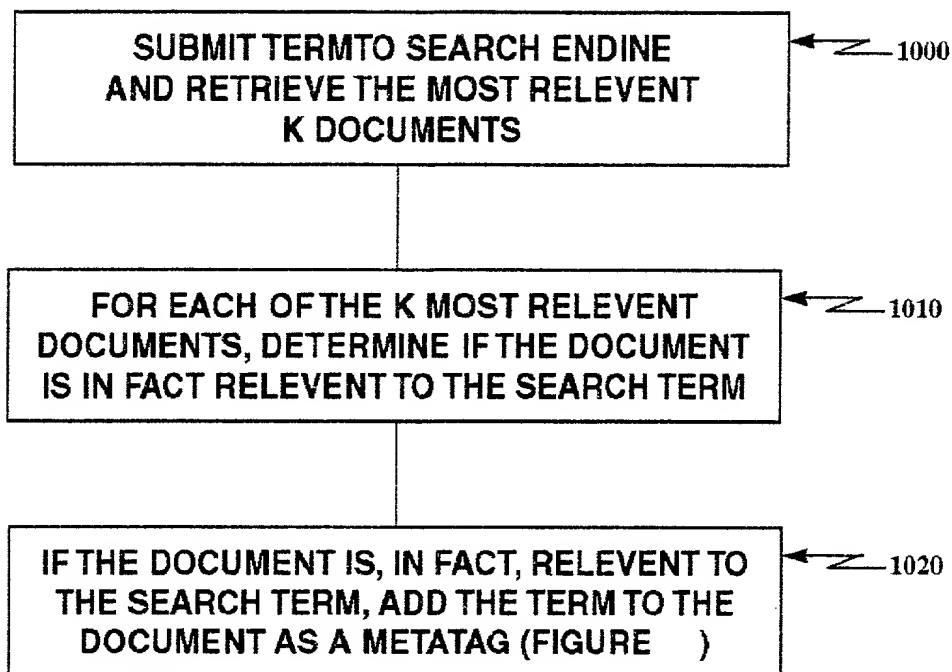 SUBMIT TERMTO SEARCH ENDINE
AND RETRIEVE THE MOST RELEVENT
K DOCUMENTS
1000
FOR EACH OF THE K MOST RELEVENT
DOCUMENTS, DETERMINE IF THE DOCUMENT
IS IN FACT RELEVENT TO THE SEARCH TERM
1010
IF THE DOCUMENT IS, IN FACT, RELEVENT TO
THE SEARCH TERM, ADD THE TERM TO THE
DOCUMENT AS A METATAG (FIGURE    )
1020